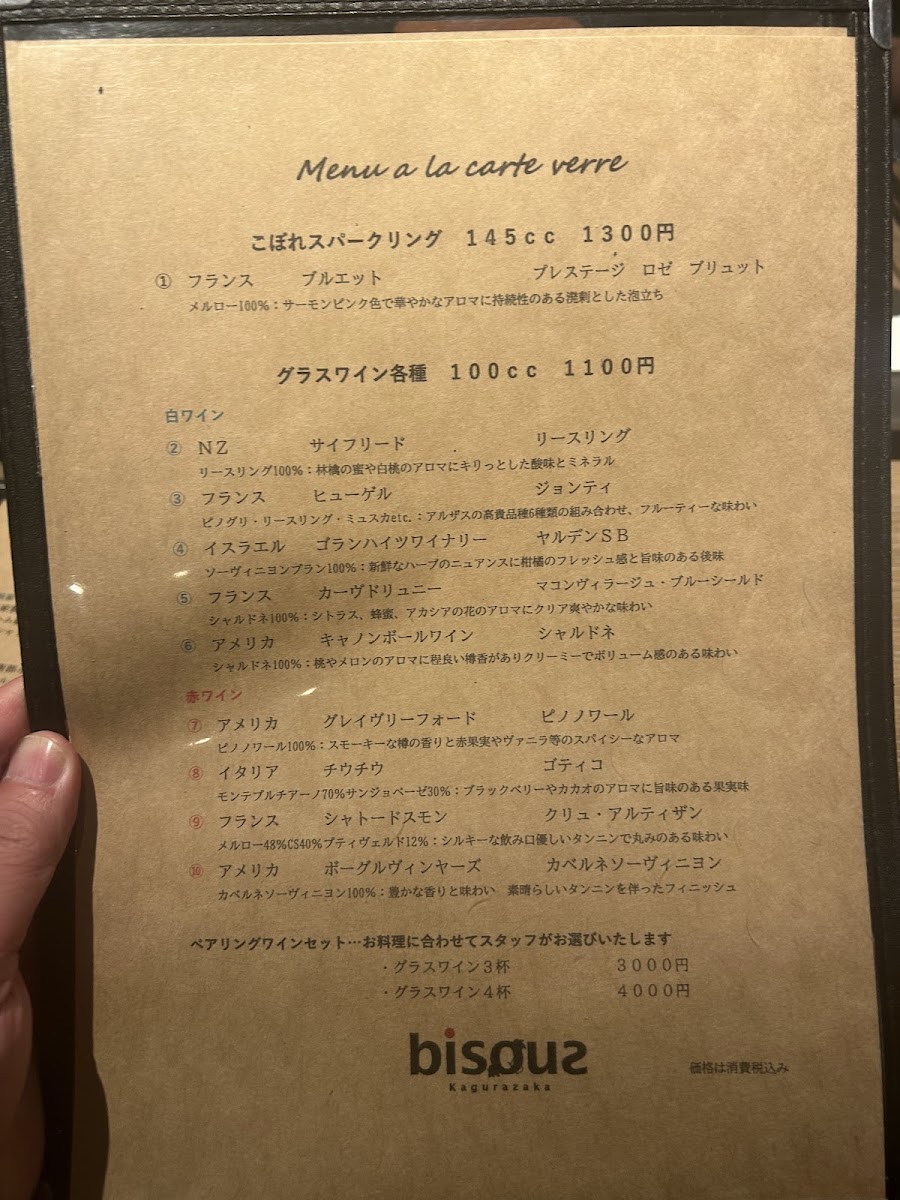 Menu a la carte verre
こぼれスパークリング 145cc 1300円
① フランス ブルエット プレステージ ロゼ ブリュット
メルロー100%：サーモンピンク色で華やかなアロマに持続性のある溌剌とした泡立ち
グラスワイン各種 100cc 1100円
白ワイン
② NZ サイフリード リースリング
リースリング100%：林檎の蜜や白桃のアロマにキリっとした酸味とミネラル
③ フランス ヒューゲル ジョンティ
ピノグリ・リースリング・ミュスカetc.：アルザスの高貴品種6種類の組み合わせ、フルーティーな味わい
④ イスラエル ゴランハイツワイナリー ヤルデンSB
ソーヴィニヨンブラン100%：新鮮なハーブのニュアンスに柑橘のフレッシュ感と旨味のある後味
⑤ フランス カーヴドリュニー マコンヴィラージュ・ブルーシールド
シャルドネ100%：シトラス、蜂蜜、アカシアの花のアロマにクリア爽やかな味わい
⑥ アメリカ キャノンボールワイン シャルドネ
シャルドネ100%：桃やメロンのアロマに程良い樽香がありクリーミーでボリューム感のある味わい
赤ワイン
⑦ アメリカ グレイヴリーフォード ピノノワール
ピノノワール100%：スモーキーな樽の香りと赤果実やヴァニラ等のスパイシーなアロマ
⑧ イタリア チウチウ ゴティコ
モンテプルチアーノ70%サンジョベーゼ30%：ブラックベリーやカカオのアロマに旨味のある果実味
⑨ フランス シャトードスモン クリュ・アルティザン
メルロー48%CS40%プティヴェルド12%：シルキーな飲み口優しいタンニンで丸みのある味わい
⑩ アメリカ ボーグルヴィンヤーズ カベルネソーヴィニヨン
カベルネソーヴィニヨン100%：豊かな香りと味わい 素晴らしいタンニンを伴ったフィニッシュ
ペアリングワインセット…お料理に合わせてスタッフがお選びいたします
・グラスワイン３杯 ３０００円
・グラスワイン４杯 ４０００円
bisous
Kagurazaka
価格は消費税込み